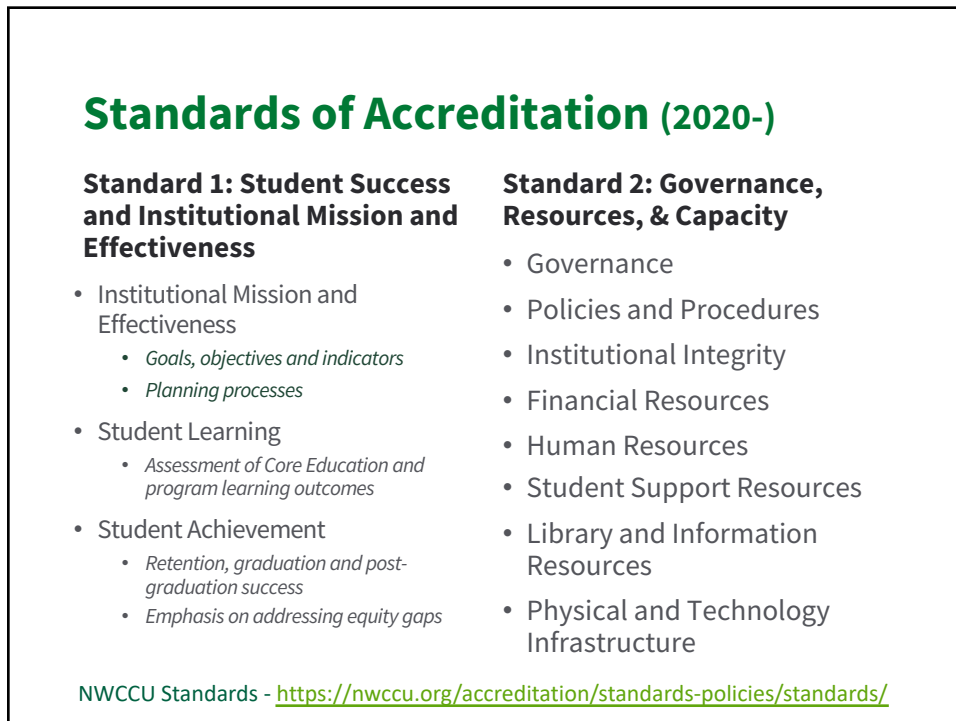 Standards of Accreditation (2020-)
Standard 1: Student Success
and Institutional Mission and
Effectiveness
• Institutional Mission and
Effectiveness
• Goals, objectives and indicators
• Planning processes
• Student Learning
• Assessment of Core Education and
program learning outcomes
• Student Achievement
• Retention, graduation and post-
graduation success
• Emphasis on addressing equity gaps
Standard 2: Governance,
Resources, & Capacity
• Governance
• Policies and Procedures
• Institutional Integrity
• Financial Resources
• Human Resources
• Student Support Resources
• Library and Information
Resources
• Physical and Technology
Infrastructure
NWCCU Standards - https://nwccu.org/accreditation/standards-policies/standards/